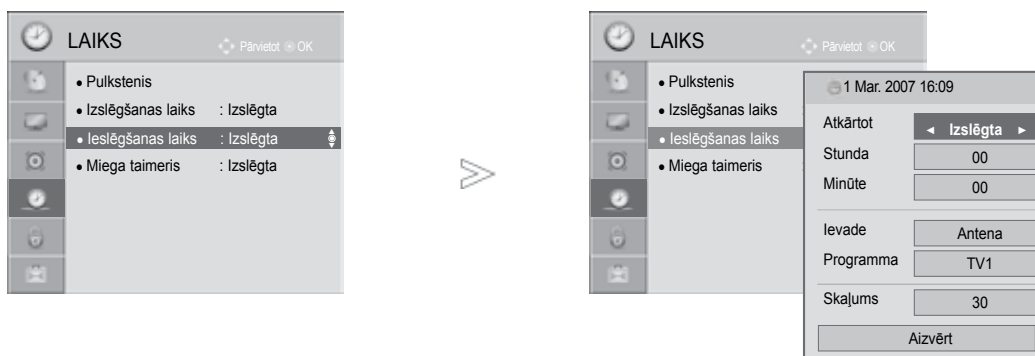 LAIKS Pārvietot OK
• Pulkstenis
• Izslēgšanas laiks : Izslēgta
• Ieslēgšanas laiks : Izslēgta
• Miega taimeris : Izslēgta
LAIKS Pārvietot OK
• Pulkstenis
• Izslēgšanas laiks
• Ieslēgšanas laiks
• Miega taimeris
1 Mar. 2007 16:09
Atkārtot ◄ Izslēgta ►
Stunda 00
Minūte 00
Ievade Antena
Programma TV1
Skaļums 30
Aizvērt